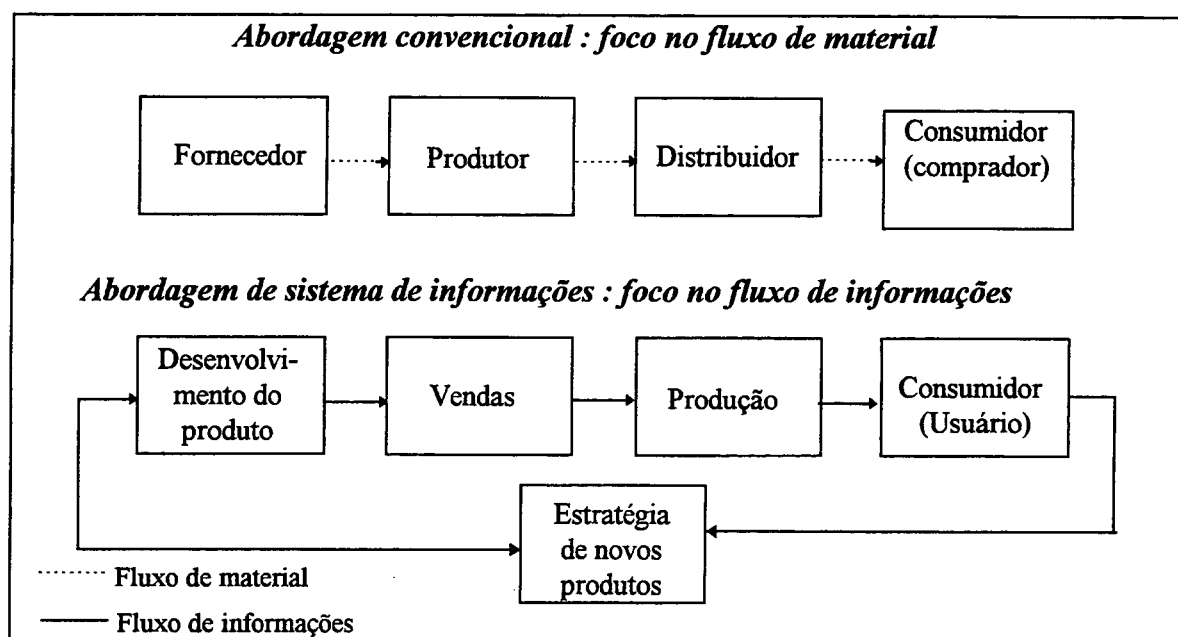 Abordagem convencional : foco no fluxo de material
Fornecedor
Produtor
Distribuidor
Consumidor
(comprador)
Abordagem de sistema de informações : foco no fluxo de informações
Desenvolvi-
mento do
produto
Vendas
Produção
Consumidor
(Usuário)
Estratégia
de novos
produtos
Fluxo de material
Fluxo de informações